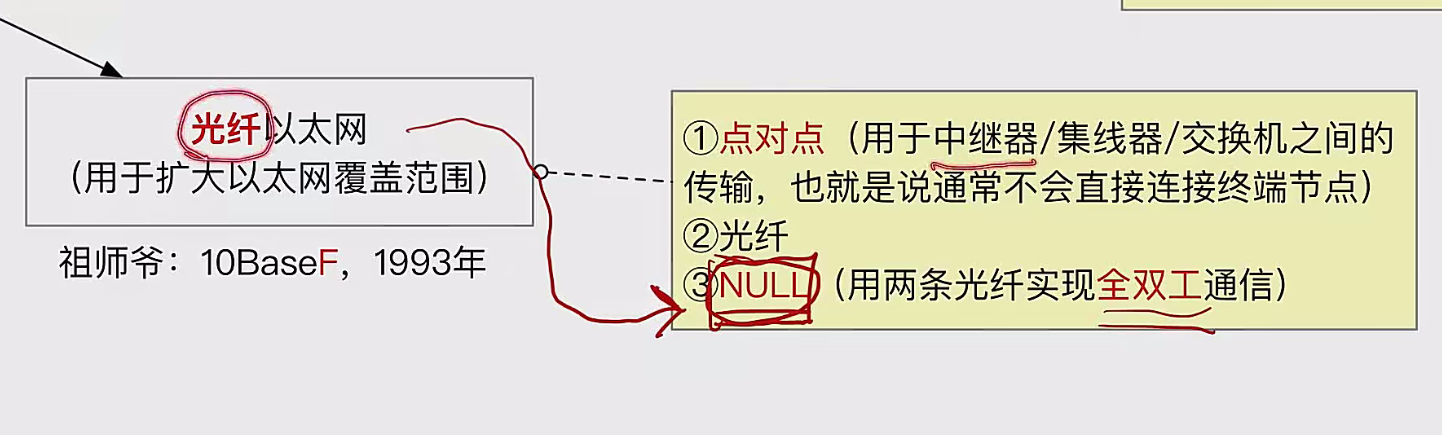 光纤以太网
（用于扩大以太网覆盖范围）
祖师爷：10BaseF，1993年
①点对点（用于中继器/集线器/交换机之间的
传输，也就是说通常不会直接连接终端节点）
②光纤
③NULL（用两条光纤实现全双工通信）